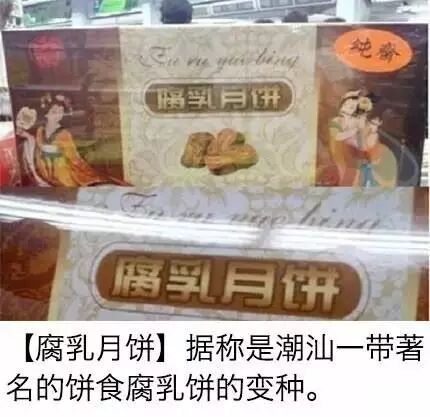 Fu ru yue bing
纯斋
腐乳月饼
Fu ru yue bing
腐乳月饼
【腐乳月饼】据称是潮汕一带著
名的饼食腐乳饼的变种。